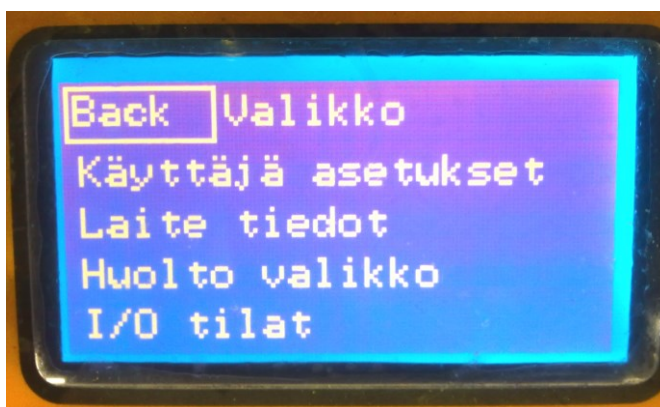 Back Valikko
Käyttäjä asetukset
Laite tiedot
Huolto valikko
I/O tilat